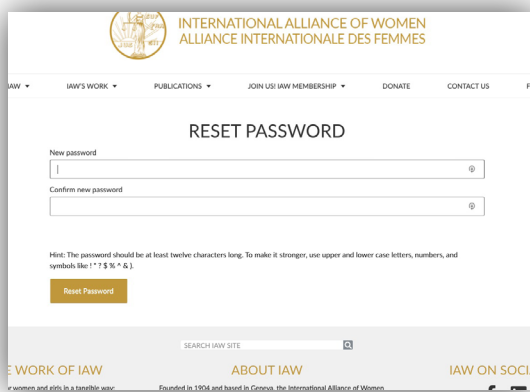 INTERNATIONAL ALLIANCE OF WOMEN
ALLIANCE INTERNATIONALE DES FEMMES
IAW IAW'S WORK PUBLICATIONS JOIN US! IAW MEMBERSHIP DONATE CONTACT US F
RESET PASSWORD
New password
Confirm new password
Hint: The password should be at least twelve characters long. To make it stronger, use upper and lower case letters, numbers, and
symbols like ! " ? $ % ^ & ).
Reset Password
SEARCH IAW SITE
E WORK OF IAW ABOUT IAW IAW ON SOCI
or women and girls in a tangible way: Founded in 1904 and based in Geneva, the International Alliance of Women